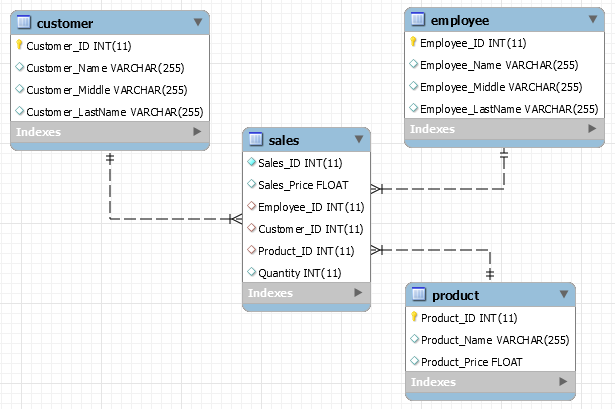 customer
Customer_ID INT(11)
Customer_Name VARCHAR(255)
Customer_Middle VARCHAR(255)
Customer_LastName VARCHAR(255)
Indexes
employee
Employee_ID INT(11)
Employee_Name VARCHAR(255)
Employee_Middle VARCHAR(255)
Employee_LastName VARCHAR(255)
Indexes
sales
Sales_ID INT(11)
Sales_Price FLOAT
Employee_ID INT(11)
Customer_ID INT(11)
Product_ID INT(11)
Quantity INT(11)
Indexes
product
Product_ID INT(11)
Product_Name VARCHAR(255)
Product_Price FLOAT
Indexes